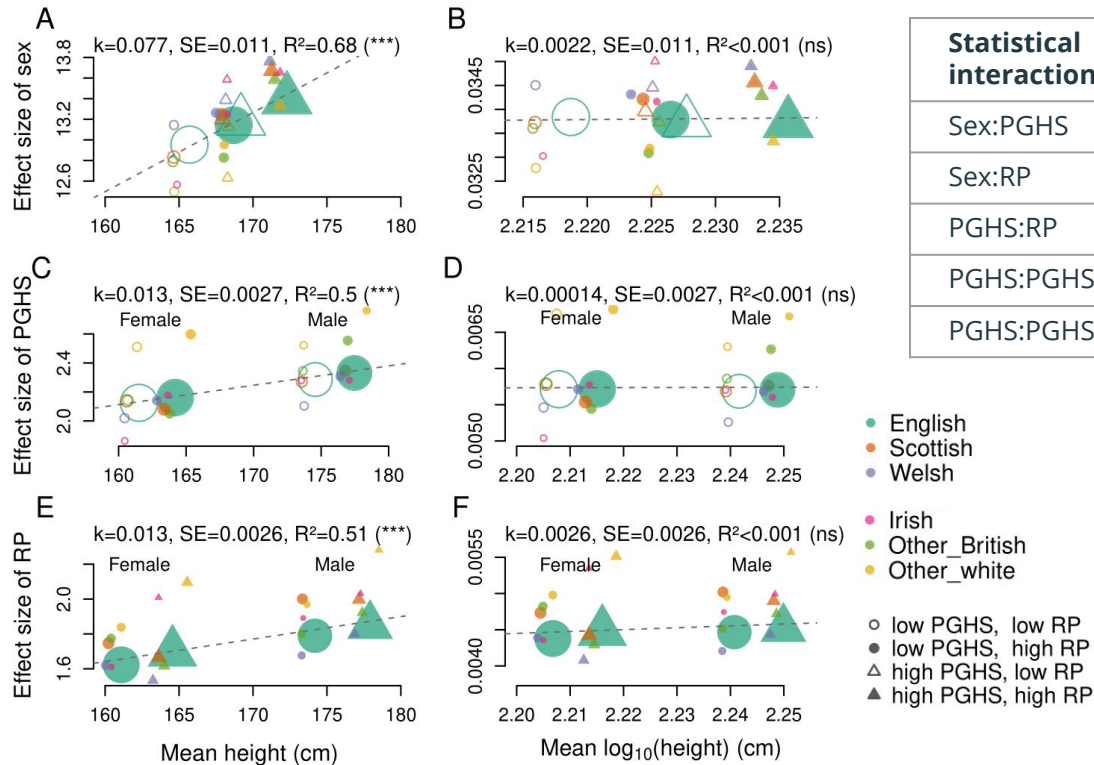 A
k=0.077, SE=0.011, R²=0.68 (***)
Effect size of sex
13.8
13.2
12.6
160 165 170 175 180
B
k=0.0022, SE=0.011, R²<0.001 (ns)
0.0345
0.0325
2.215 2.220 2.225 2.230 2.235
Statistical
interaction
Sex:PGHS
Sex:RP
PGHS:RP
PGHS:PGHS
PGHS:PGHS
C
k=0.013, SE=0.0027, R²=0.5 (***)
Female Male
Effect size of PGHS
2.4
2.0
160 165 170 175 180
D
k=0.00014, SE=0.0027, R²<0.001 (ns)
Female Male
0.0065
0.0050
2.20 2.21 2.22 2.23 2.24 2.25
E
k=0.013, SE=0.0026, R²=0.51 (***)
Female Male
Effect size of RP
2.0
1.6
160 165 170 175 180
Mean height (cm)
F
k=0.0026, SE=0.0026, R²<0.001 (ns)
Female Male
0.0055
0.0040
2.20 2.21 2.22 2.23 2.24 2.25
Mean log₁₀(height) (cm)
English
Scottish
Welsh
Irish
Other_British
Other_white
low PGHS, low RP
low PGHS, high RP
high PGHS, low RP
high PGHS, high RP